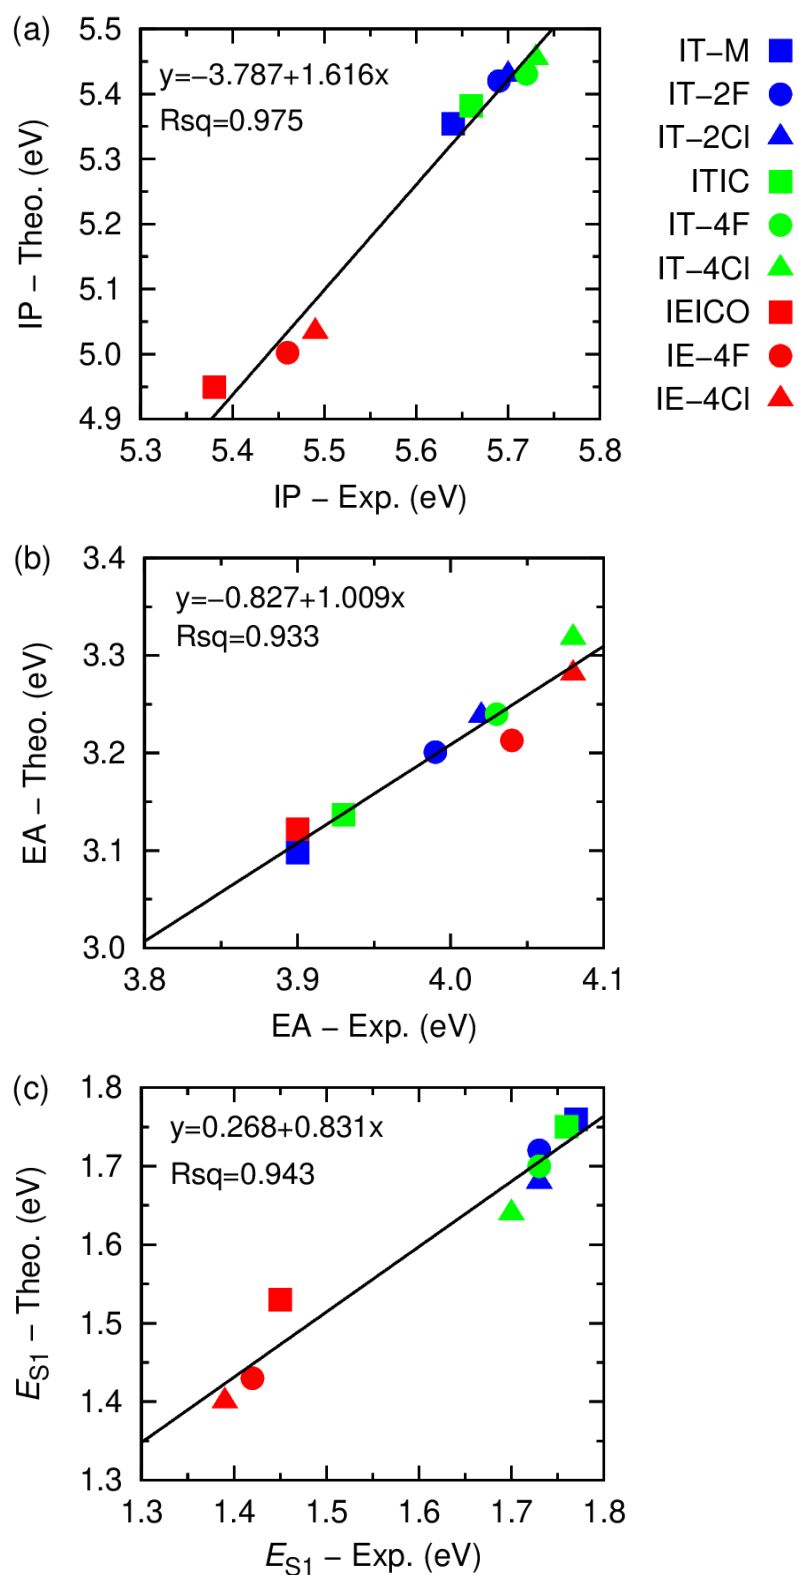 (a)
y=−3.787+1.616x
Rsq=0.975
5.5
5.4
5.3
5.2
5.1
5.0
4.9
IP − Theo. (eV)
5.3 5.4 5.5 5.6 5.7 5.8
IP − Exp. (eV)
IT−M
IT−2F
IT−2Cl
ITIC
IT−4F
IT−4Cl
IEICO
IE−4F
IE−4Cl
(b)
y=−0.827+1.009x
Rsq=0.933
3.4
3.3
3.2
3.1
3.0
EA − Theo. (eV)
3.8 3.9 4.0 4.1
EA − Exp. (eV)
(c)
y=0.268+0.831x
Rsq=0.943
1.8
1.7
1.6
1.5
1.4
1.3
ES1 − Theo. (eV)
1.3 1.4 1.5 1.6 1.7 1.8
ES1 − Exp. (eV)